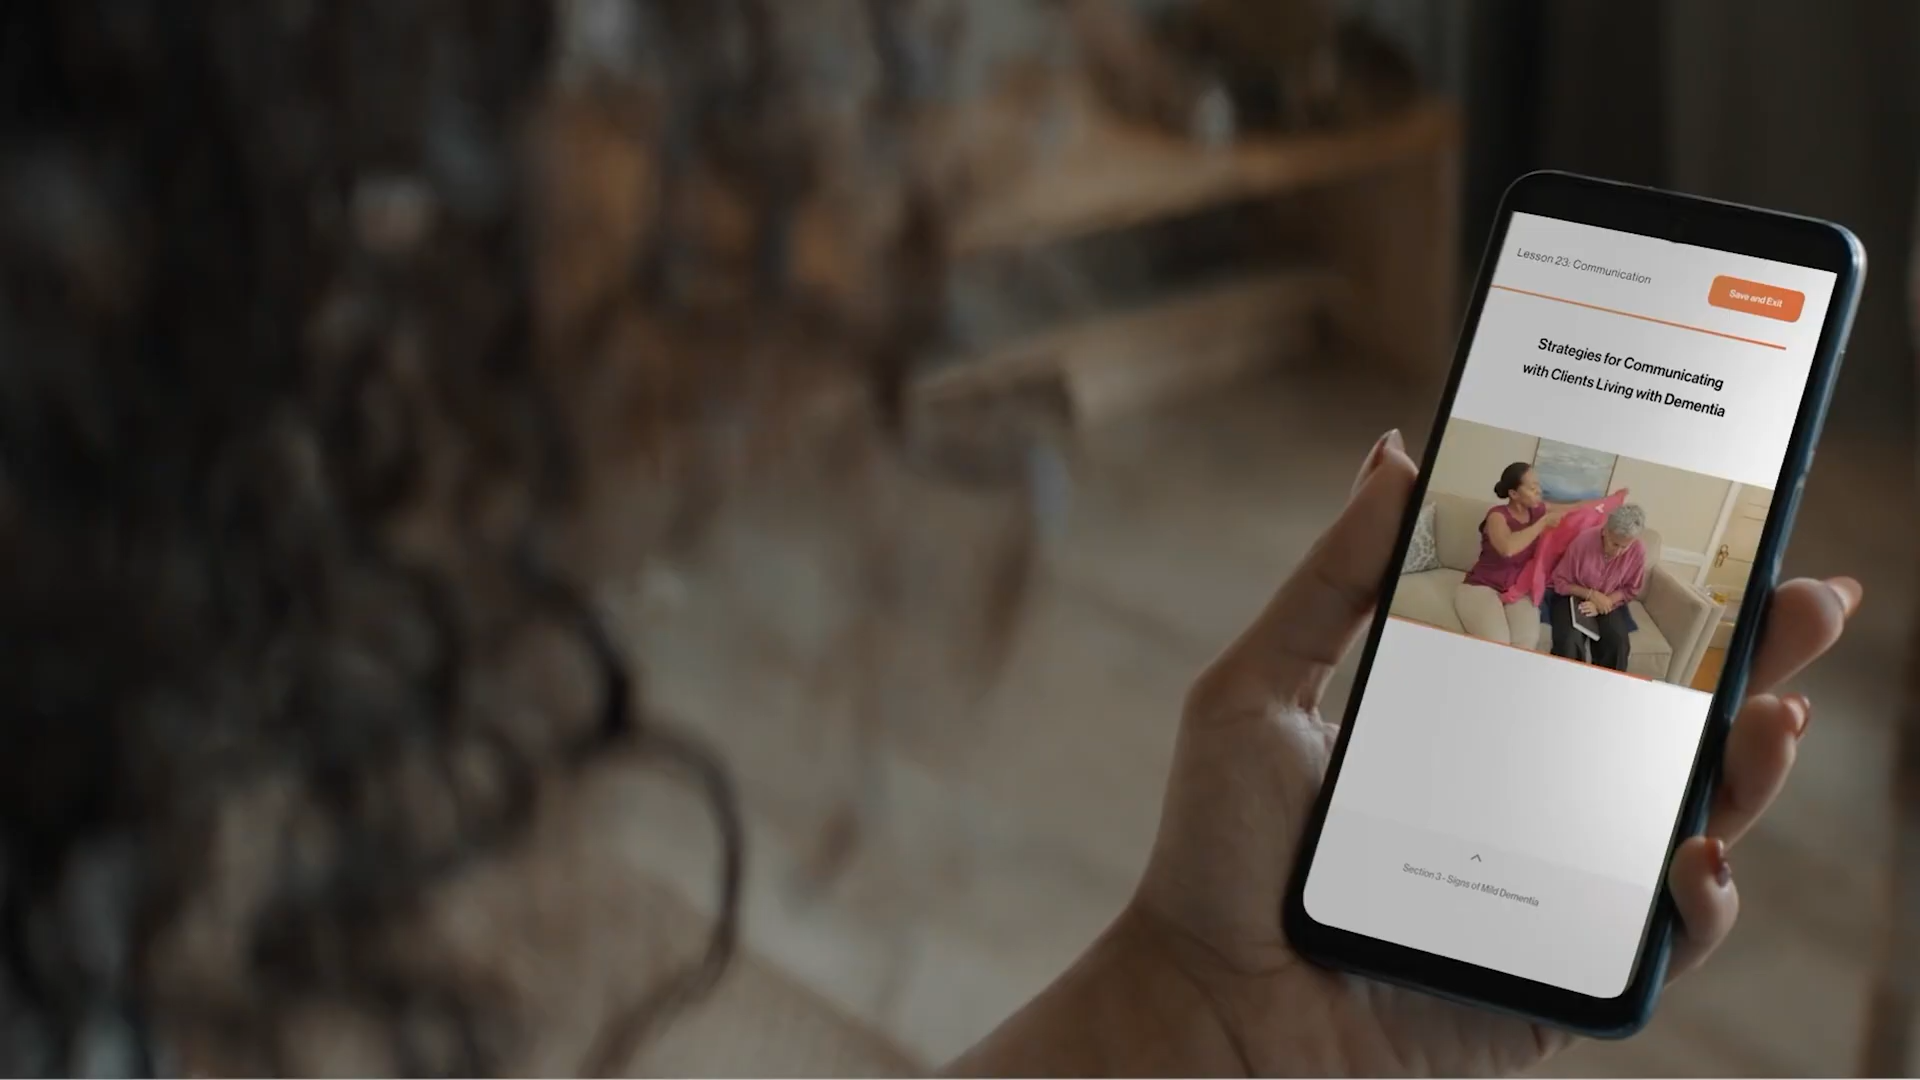 Lesson 23: Communication
Save and Exit
Strategies for Communicating
with Clients Living with Dementia
Section 3 - Signs of Mild Dementia